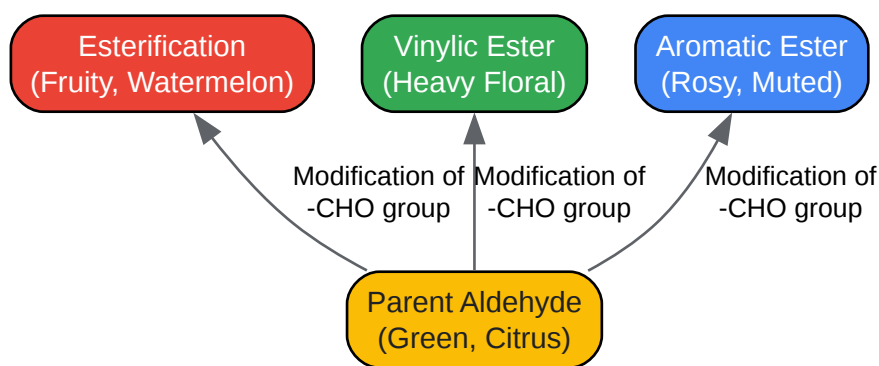 Esterification
(Fruity, Watermelon)
Vinylic Ester
(Heavy Floral)
Aromatic Ester
(Rosy, Muted)
Modification of
-CHO group
Modification of
-CHO group
Modification of
-CHO group
Parent Aldehyde
(Green, Citrus)